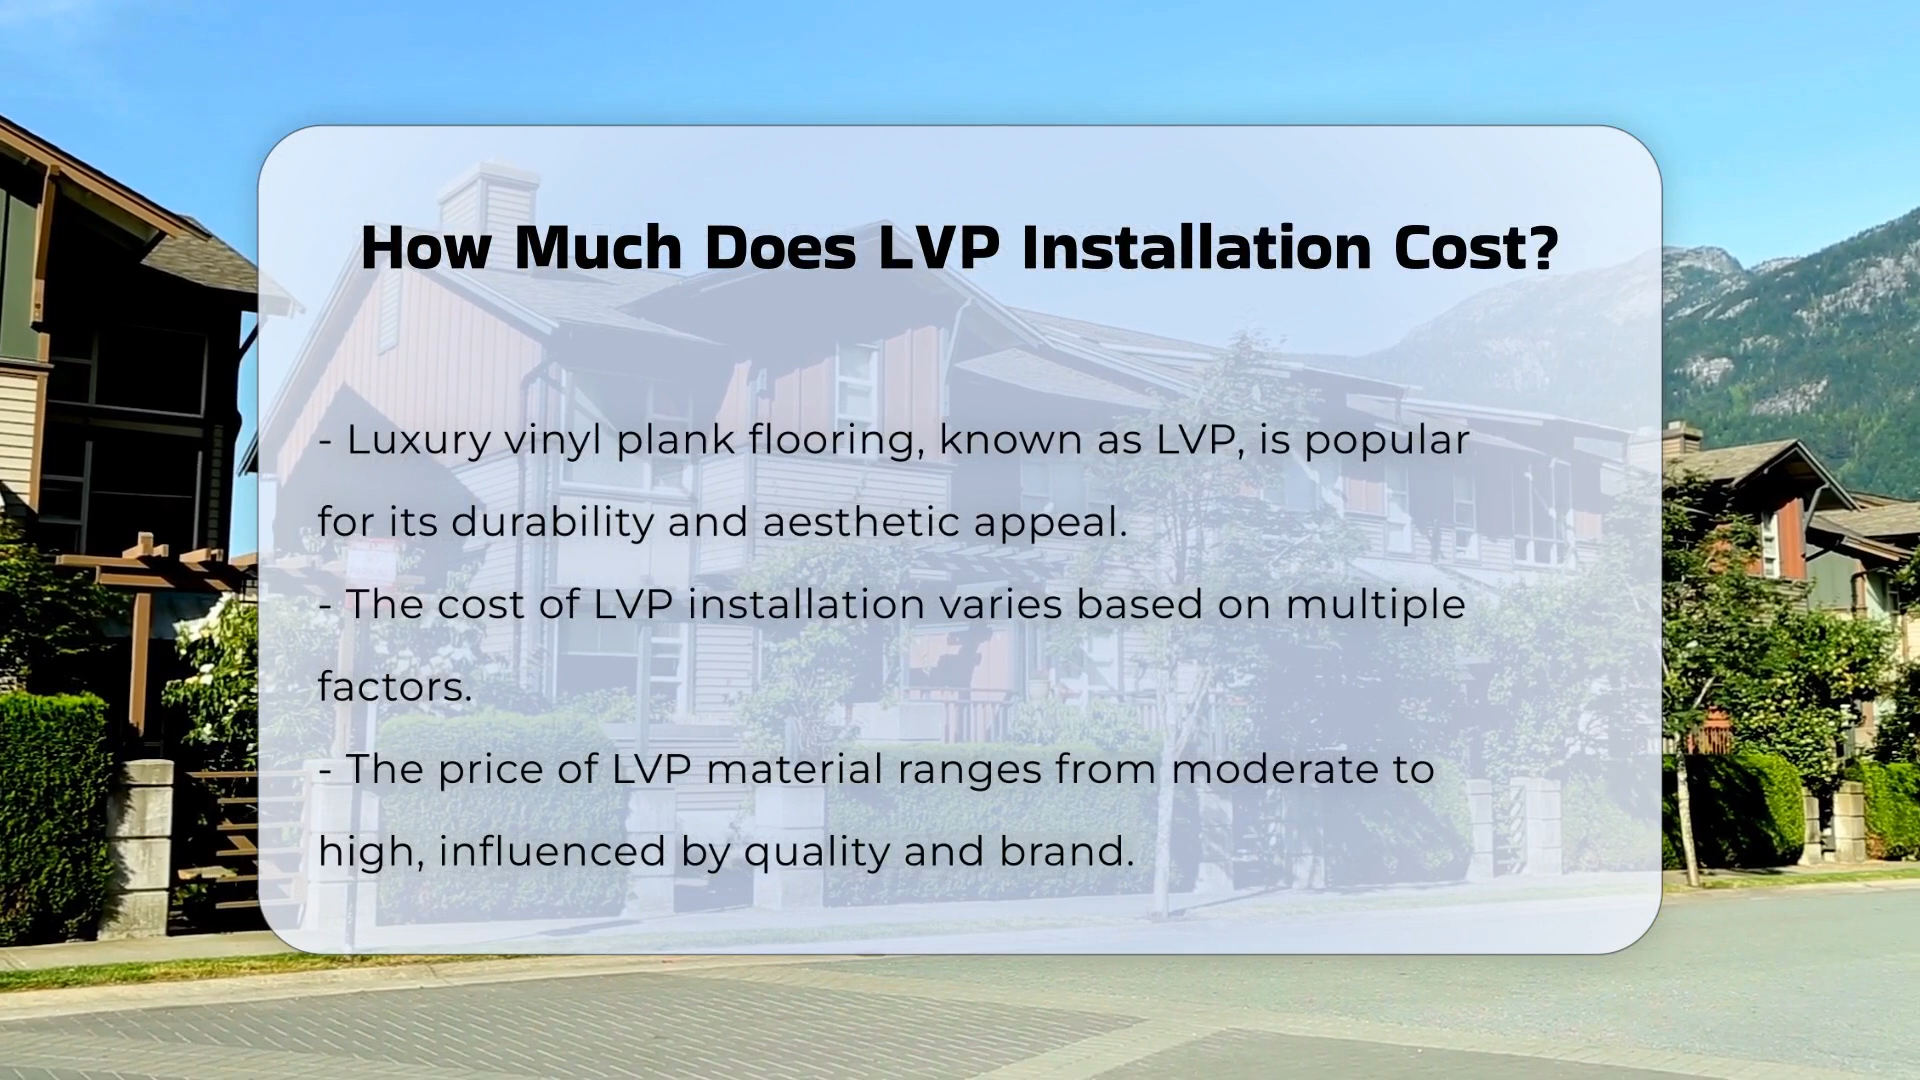 How Much Does LVP Installation Cost?
- Luxury vinyl plank flooring, known as LVP, is popular
for its durability and aesthetic appeal.
- The cost of LVP installation varies based on multiple
factors.
- The price of LVP material ranges from moderate to
high, influenced by quality and brand.